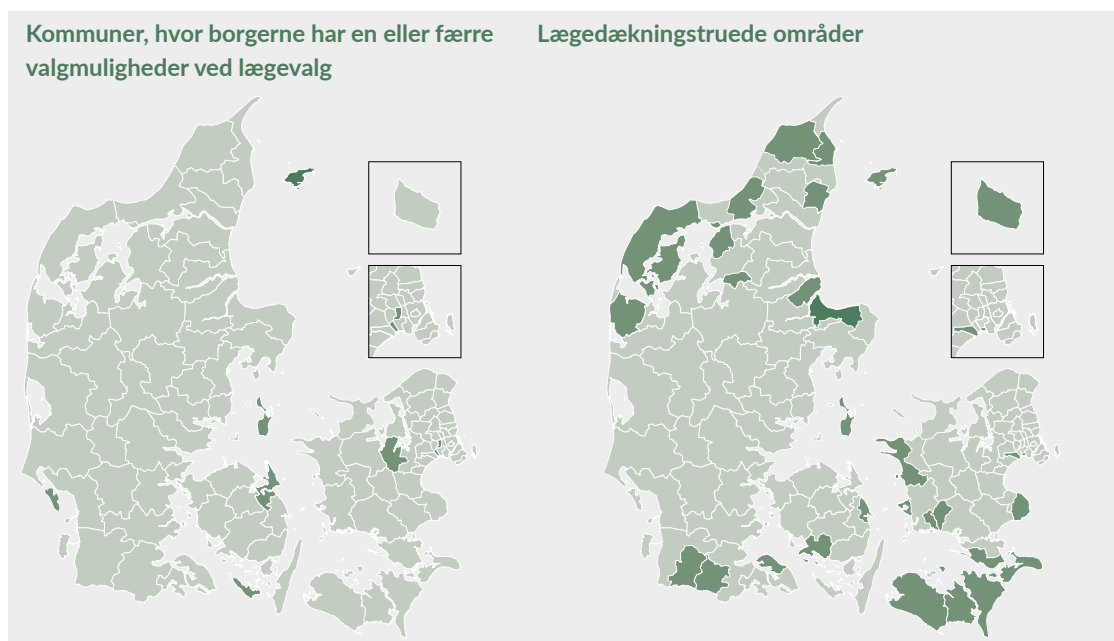 Kommuner, hvor borgerne har en eller færre
valgmuligheder ved lægevalg
Lægedækningstruede områder